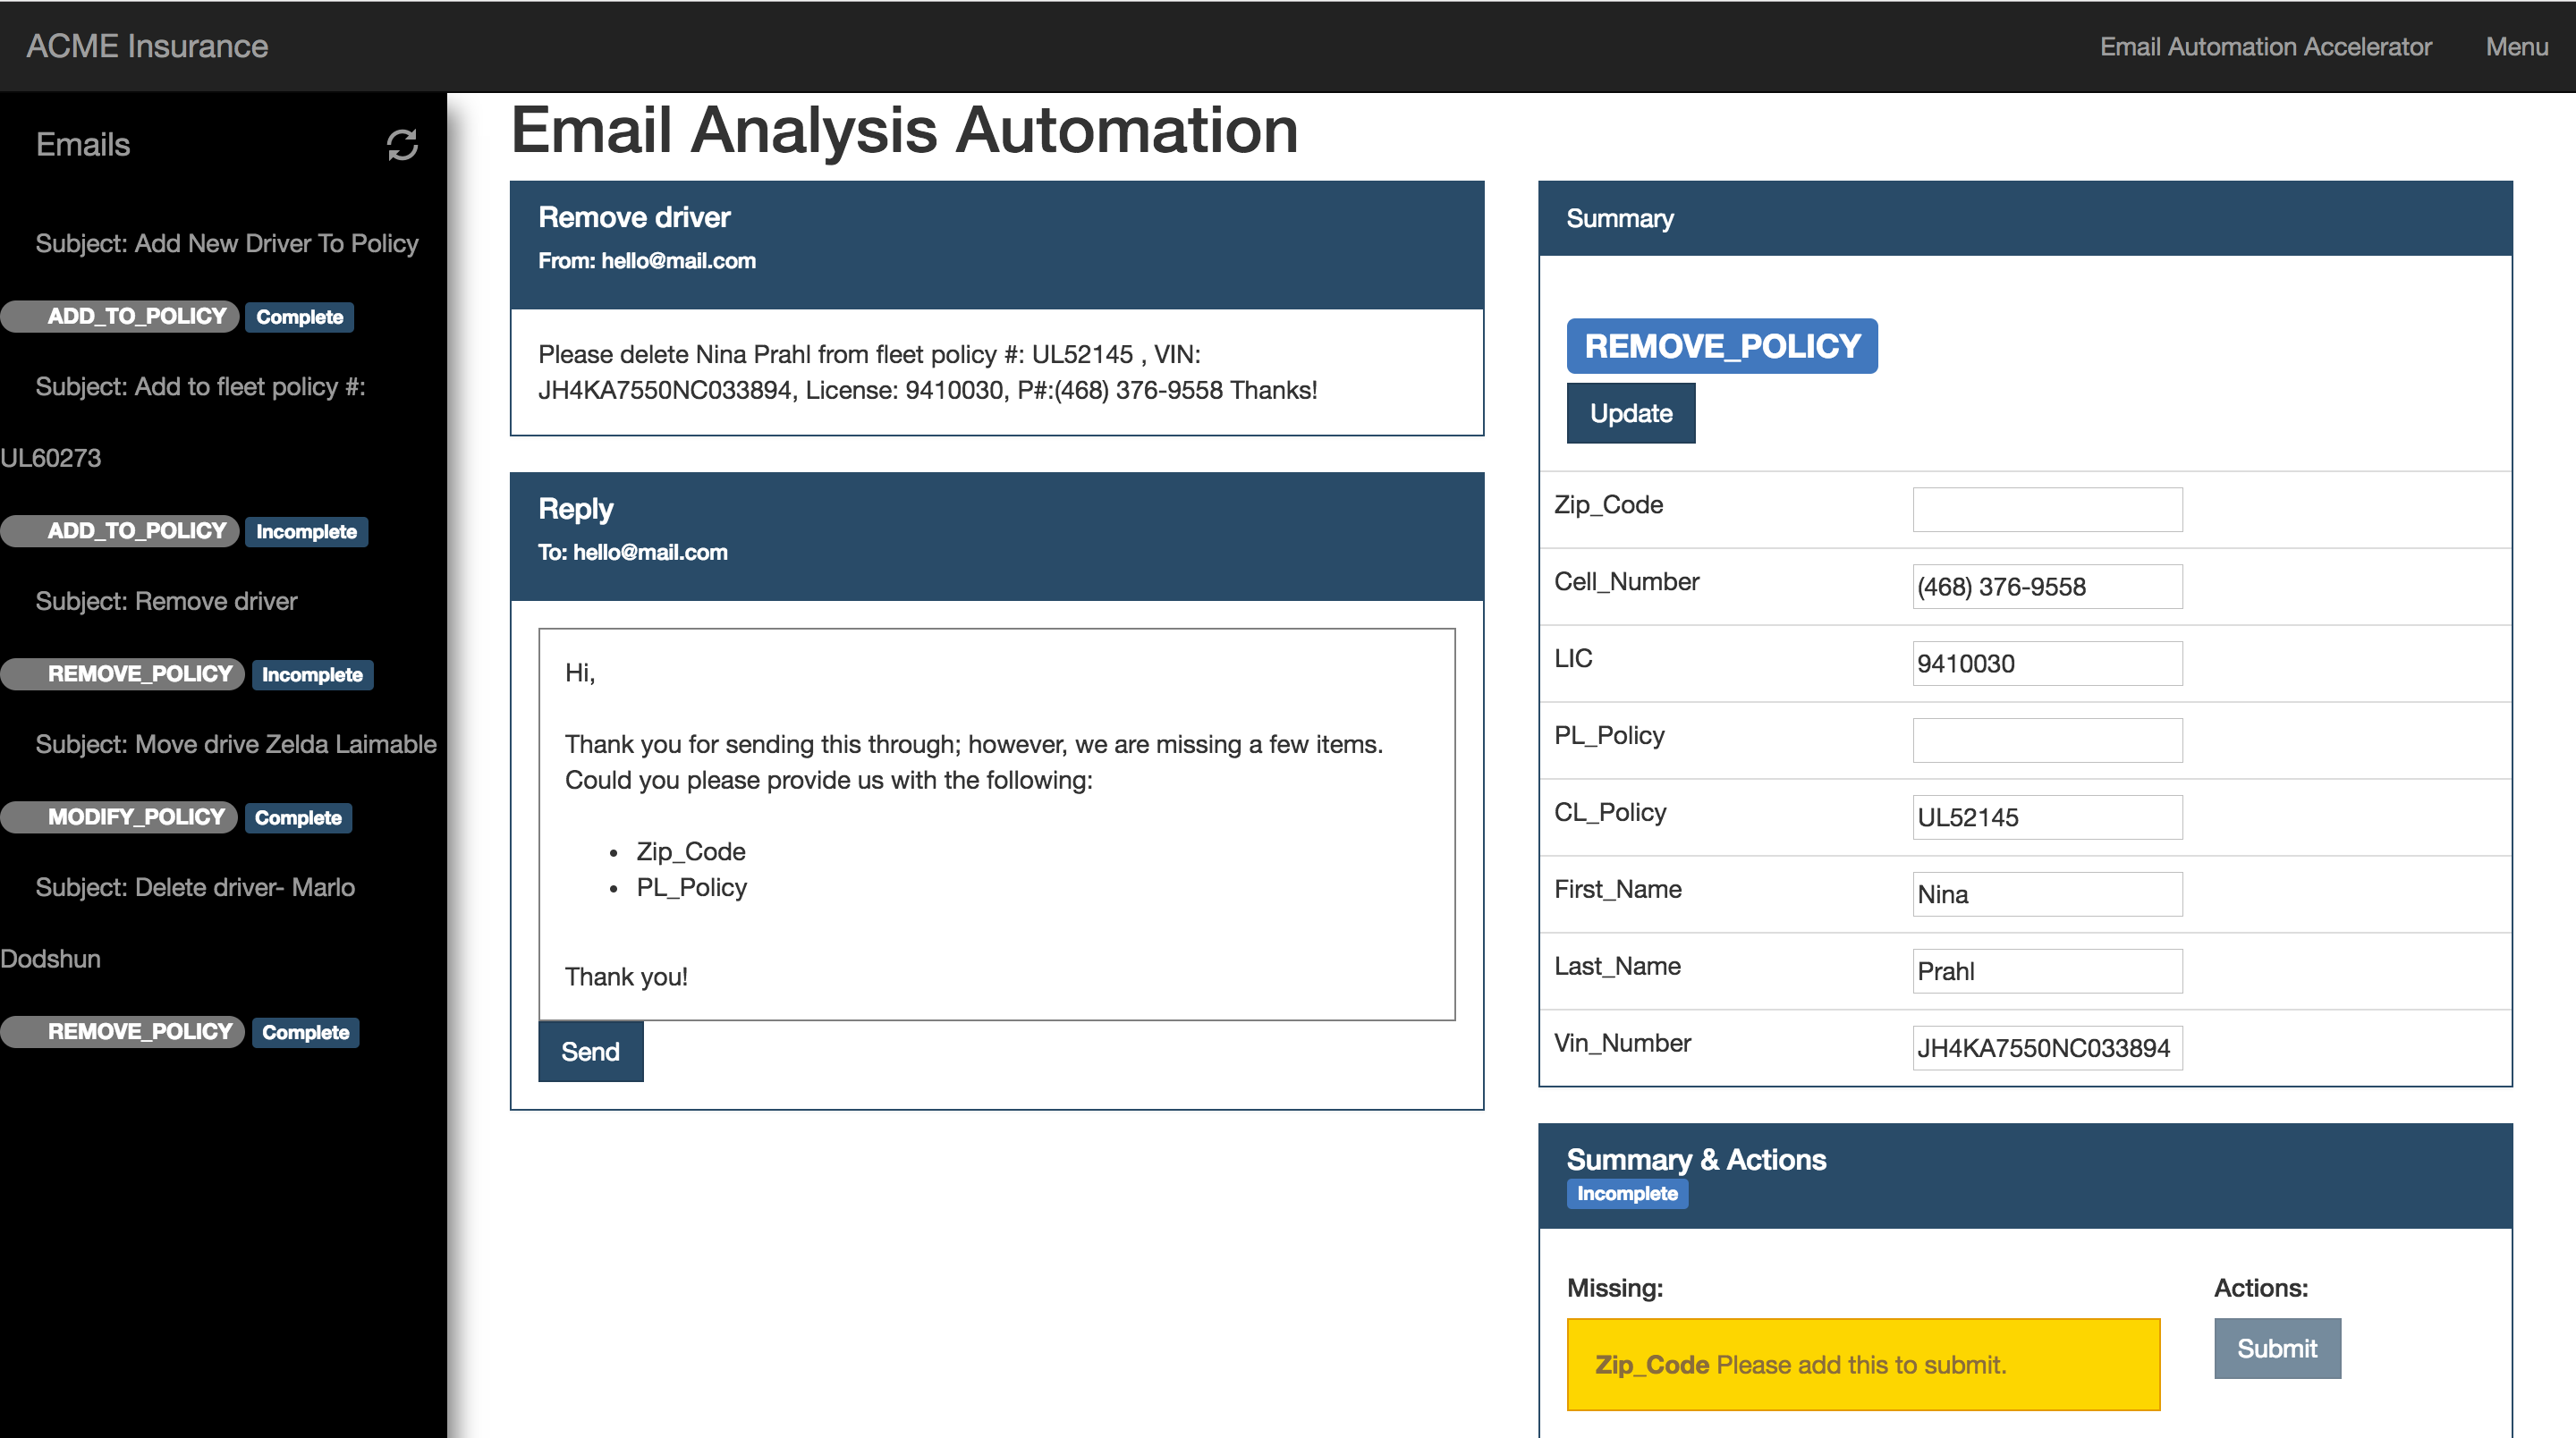 ACME Insurance
Email Automation Accelerator
Menu
Emails
Subject: Add New Driver To Policy
ADD_TO_POLICY Complete
Subject: Add to fleet policy #:
UL60273
ADD_TO_POLICY Incomplete
Subject: Remove driver
REMOVE_POLICY Incomplete
Subject: Move drive Zelda Laimable
MODIFY_POLICY Complete
Subject: Delete driver- Marlo
Dodshun
REMOVE_POLICY Complete
Email Analysis Automation
Remove driver
From: hello@mail.com
Please delete Nina Prahl from fleet policy #: UL52145 , VIN:
JH4KA7550NC033894, License: 9410030, P#:(468) 376-9558 Thanks!
Reply
To: hello@mail.com
Hi,
Thank you for sending this through; however, we are missing a few items.
Could you please provide us with the following:
• Zip_Code
• PL_Policy
Thank you!
Send
Summary
REMOVE_POLICY
Update
Zip_Code
Cell_Number (468) 376-9558
LIC 9410030
PL_Policy
CL_Policy UL52145
First_Name Nina
Last_Name Prahl
Vin_Number JH4KA7550NC033894
Summary & Actions
Incomplete
Missing:
Zip_Code Please add this to submit.
Actions:
Submit